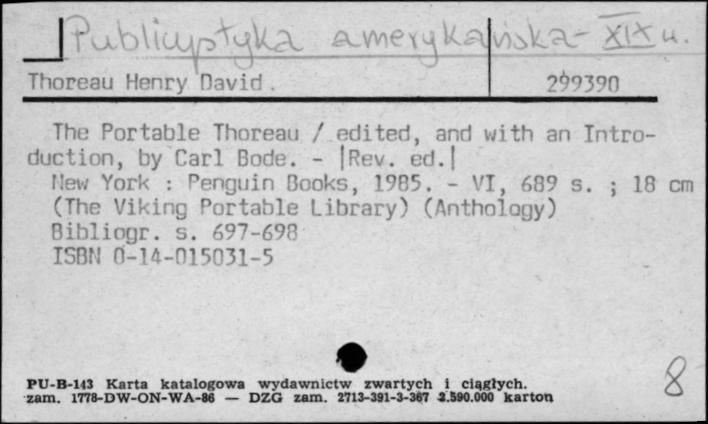 Publicystyka amerykańska - XIX w.
Thoreau Henry David. 299390
The Portable Thoreau / edited, and with an Intro-
duction, by Carl Bode. - |Rev. ed.|
New York : Penguin Books, 1985. - VI, 689 s. ; 18 cm
(The Viking Portable Library) (Anthology)
Bibliogr. s. 697-698
ISBN 0-14-015031-5
8
PU-B-143 Karta katalogowa wydawnictw zwartych i ciągłych.
zam. 1778-DW-ON-WA-86 — DZG zam. 2713-391-3-367 2.590.000 karton